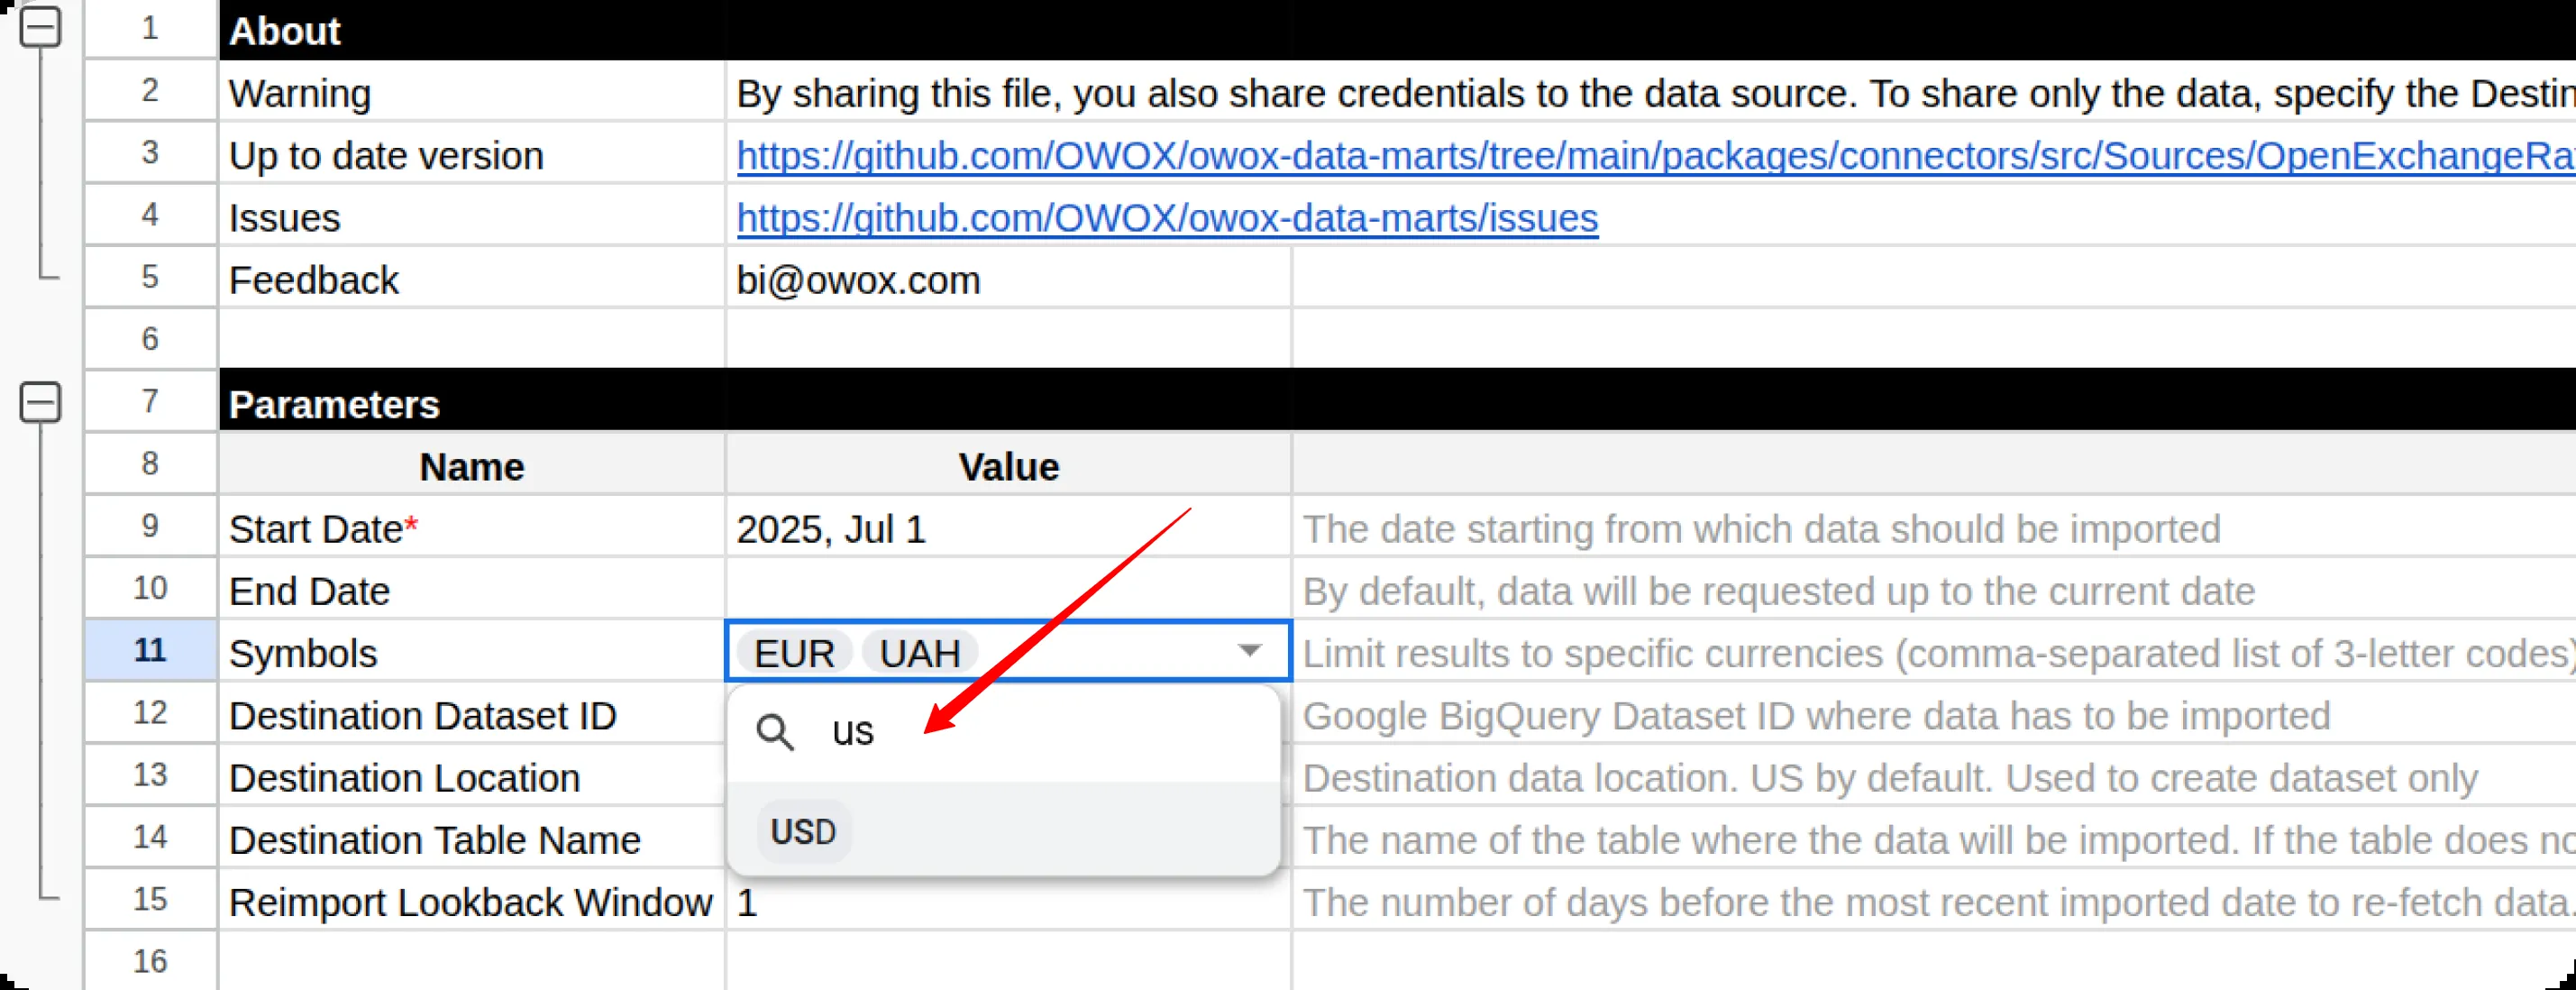 1 About
2 Warning By sharing this file, you also share credentials to the data source. To share only the data, specify the Destin
3 Up to date version https://github.com/OWOX/owox-data-marts/tree/main/packages/connectors/src/Sources/OpenExchangeRat
4 Issues https://github.com/OWOX/owox-data-marts/issues
5 Feedback bi@owox.com
6
7 Parameters
8 Name Value
9 Start Date* 2025, Jul 1 The date starting from which data should be imported
10 End Date By default, data will be requested up to the current date
11 Symbols EUR UAH Limit results to specific currencies (comma-separated list of 3-letter codes)
12 Destination Dataset ID us Google BigQuery Dataset ID where data has to be imported
13 Destination Location Destination data location. US by default. Used to create dataset only
14 Destination Table Name USD The name of the table where the data will be imported. If the table does no
15 Reimport Lookback Window 1 The number of days before the most recent imported date to re-fetch data.
16